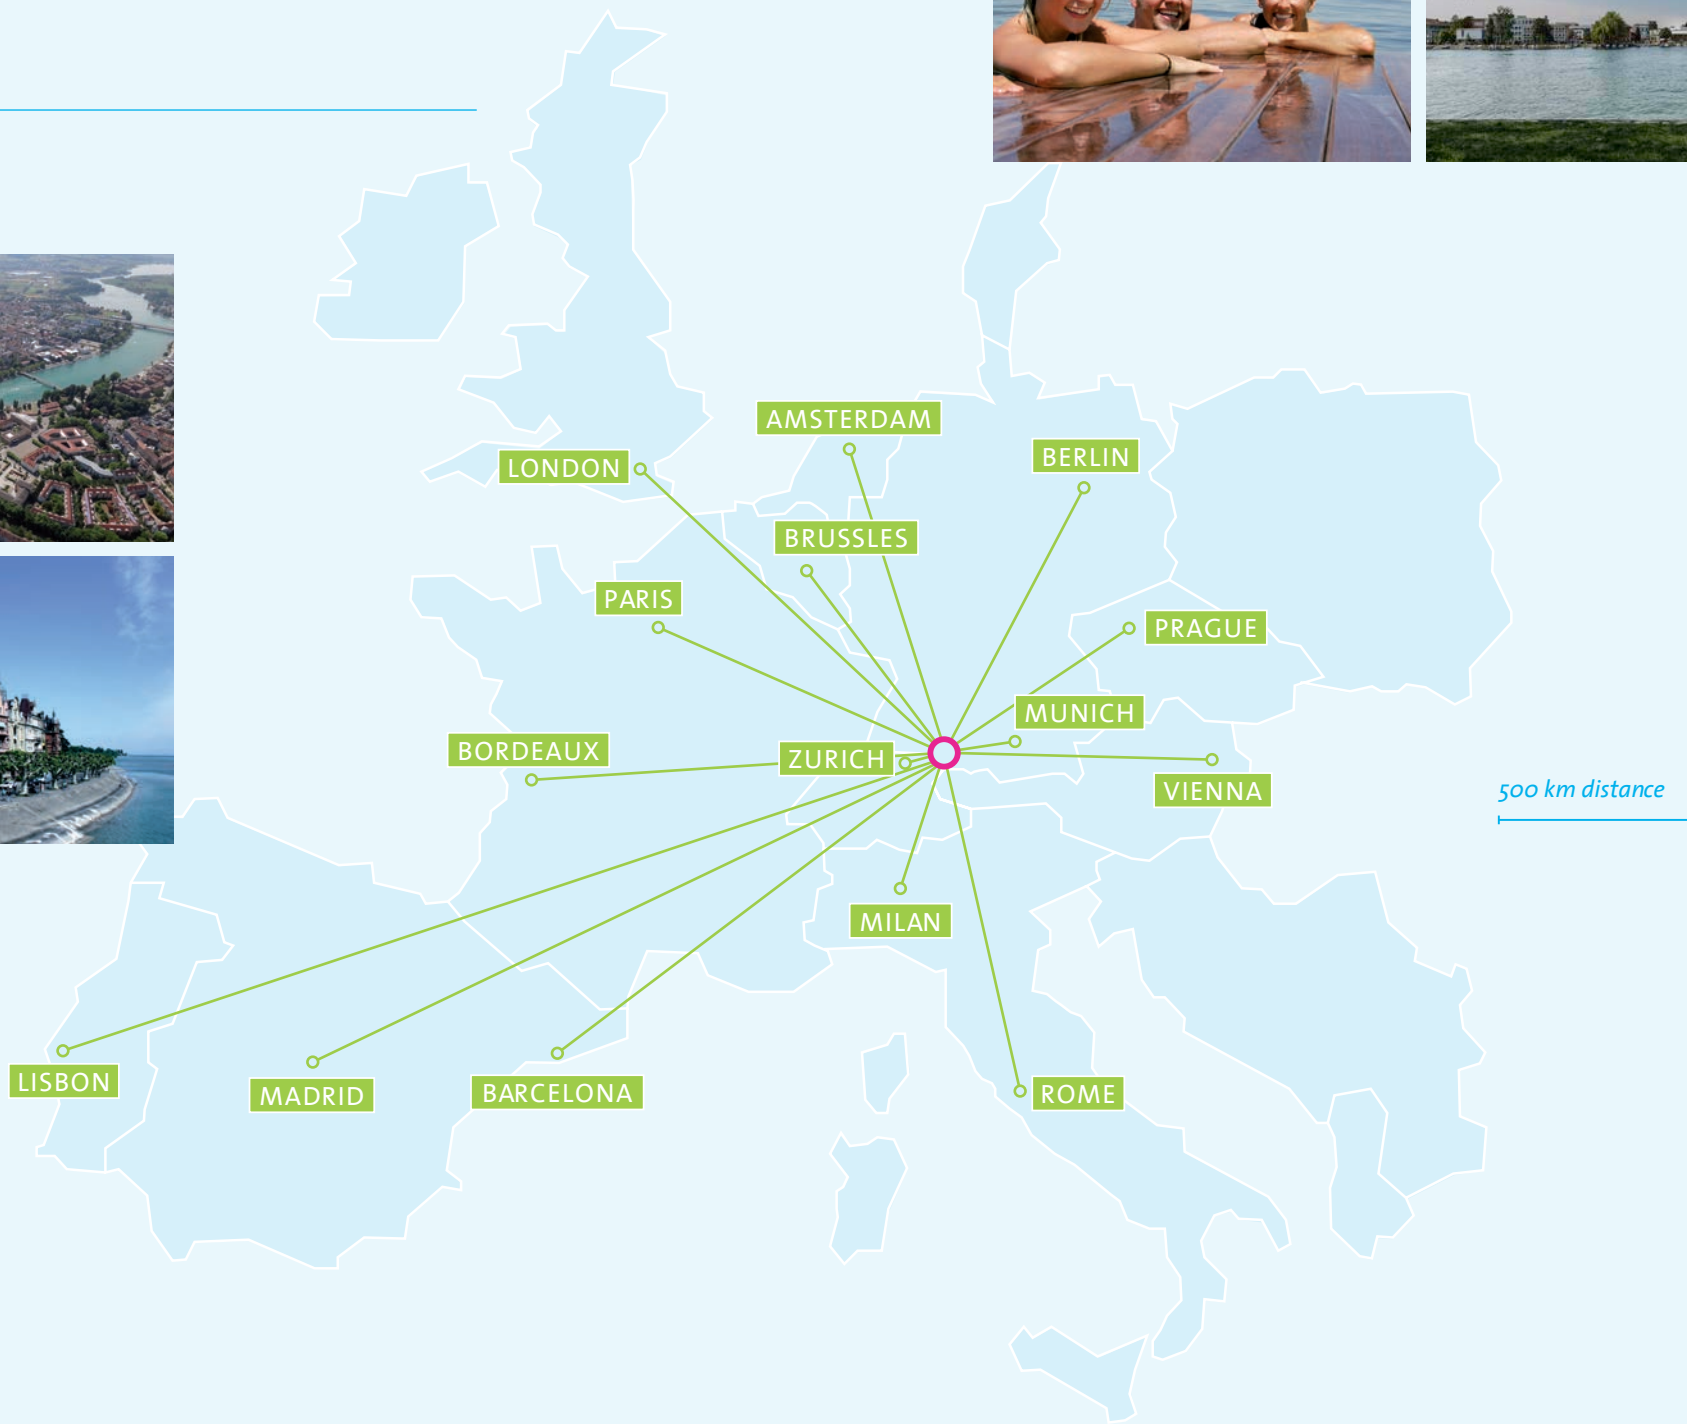 AMSTERDAM
LONDON
BERLIN
BRUSSLES
PARIS
PRAGUE
MUNICH
BORDEAUX
ZURICH
VIENNA
500 km distance
MILAN
LISBON
MADRID
BARCELONA
ROME